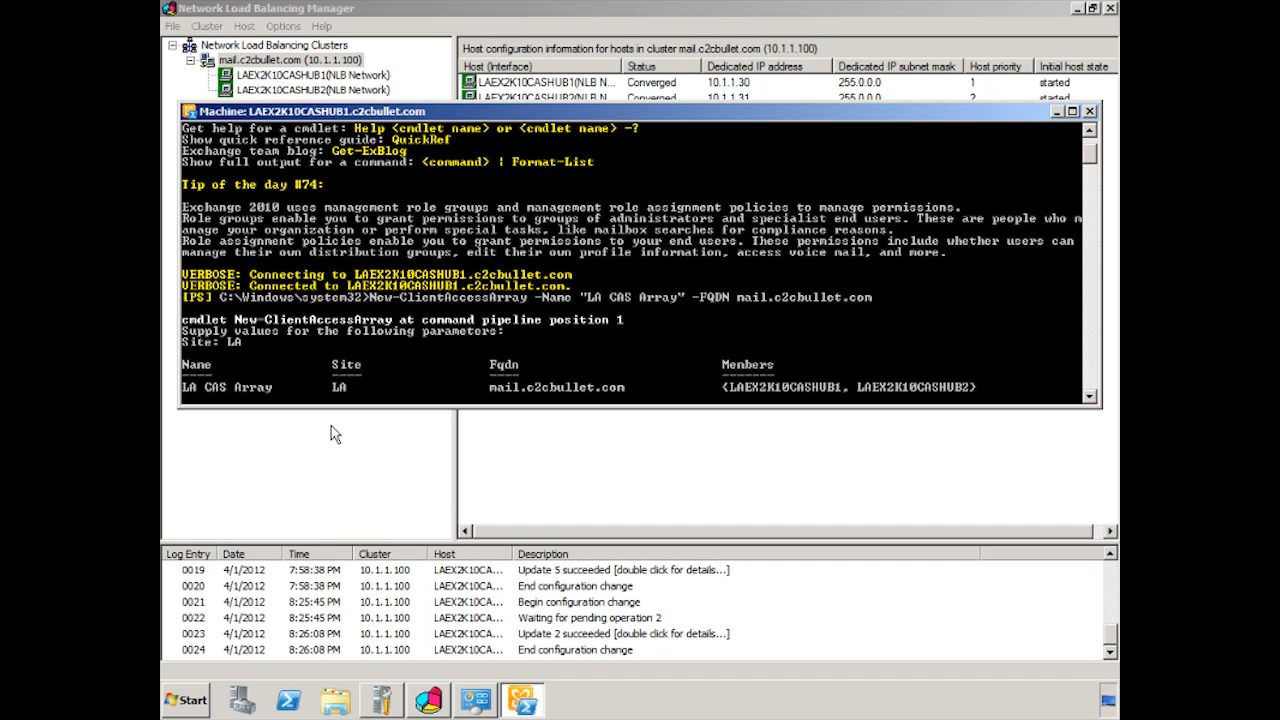 Network Load Balancing Manager
File Cluster Host Options Help
Network Load Balancing Clusters
mail.c2cbullet.com (10.1.1.100)
LAEX2K10CASHUB1(NLB Network)
LAEX2K10CASHUB2(NLB Network)
Host configuration information for hosts in cluster mail.c2cbullet.com (10.1.1.100)
Host (Interface) Status Dedicated IP address Dedicated IP subnet mask Host priority Initial host state
LAEX2K10CASHUB1(NLB N... Converged 10.1.1.30 255.0.0.0 1 started
LAEX2K10CASHUB2(NLB N... Converged 10.1.1.31 255.0.0.0 2 started
Machine: LAEX2K10CASHUB1.c2cbullet.com
Get help for a cmdlet: Help <cmdlet name> or <cmdlet name> -?
Show quick reference guide: QuickRef
Exchange team blog: Get-ExBlog
Show full output for a command: <command> | Format-List
Tip of the day #74:
Exchange 2010 uses management role groups and management role assignment policies to manage permissions.
Role groups enable you to grant permissions to groups of administrators and specialist end users. These are people who m
anage your organization or perform special tasks, like mailbox searches for compliance reasons.
Role assignment policies enable you to grant permissions to your end users. These permissions include whether users can
manage their own distribution groups, edit their own profile information, access voice mail, and more.
VERBOSE: Connecting to LAEX2K10CASHUB1.c2cbullet.com
VERBOSE: Connected to LAEX2K10CASHUB1.c2cbullet.com.
[PS] C:\Windows\system32>New-ClientAccessArray -Name "LA CAS Array" -FQDN mail.c2cbullet.com
cmdlet New-ClientAccessArray at command pipeline position 1
Supply values for the following parameters:
Site: LA
Name Site Fqdn Members
---- ---- ---- -------
LA CAS Array LA mail.c2cbullet.com {LAEX2K10CASHUB1, LAEX2K10CASHUB2}
Log Entry Date Time Cluster Host Description
0019 4/1/2012 7:58:38 PM 10.1.1.100 LAEX2K10CA... Update 5 succeeded [double click for details...]
0020 4/1/2012 7:58:38 PM 10.1.1.100 LAEX2K10CA... End configuration change
0021 4/1/2012 8:25:45 PM 10.1.1.100 LAEX2K10CA... Begin configuration change
0022 4/1/2012 8:25:45 PM 10.1.1.100 LAEX2K10CA... Waiting for pending operation 2
0023 4/1/2012 8:26:08 PM 10.1.1.100 LAEX2K10CA... Update 2 succeeded [double click for details...]
0024 4/1/2012 8:26:08 PM 10.1.1.100 LAEX2K10CA... End configuration change
Start